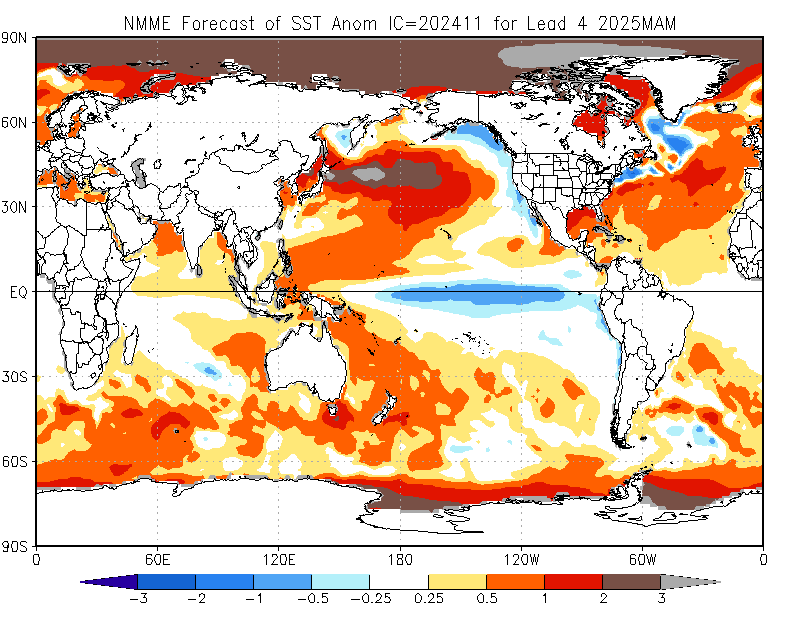 NMME Forecast of SST Anom IC=202411 for Lead 4 2025MAM
90N
60N
30N
EQ
30S
60S
90S
0 60E 120E 180 120W 60W 0
-3 -2 -1 -0.5 -0.25 0.25 0.5 1 2 3